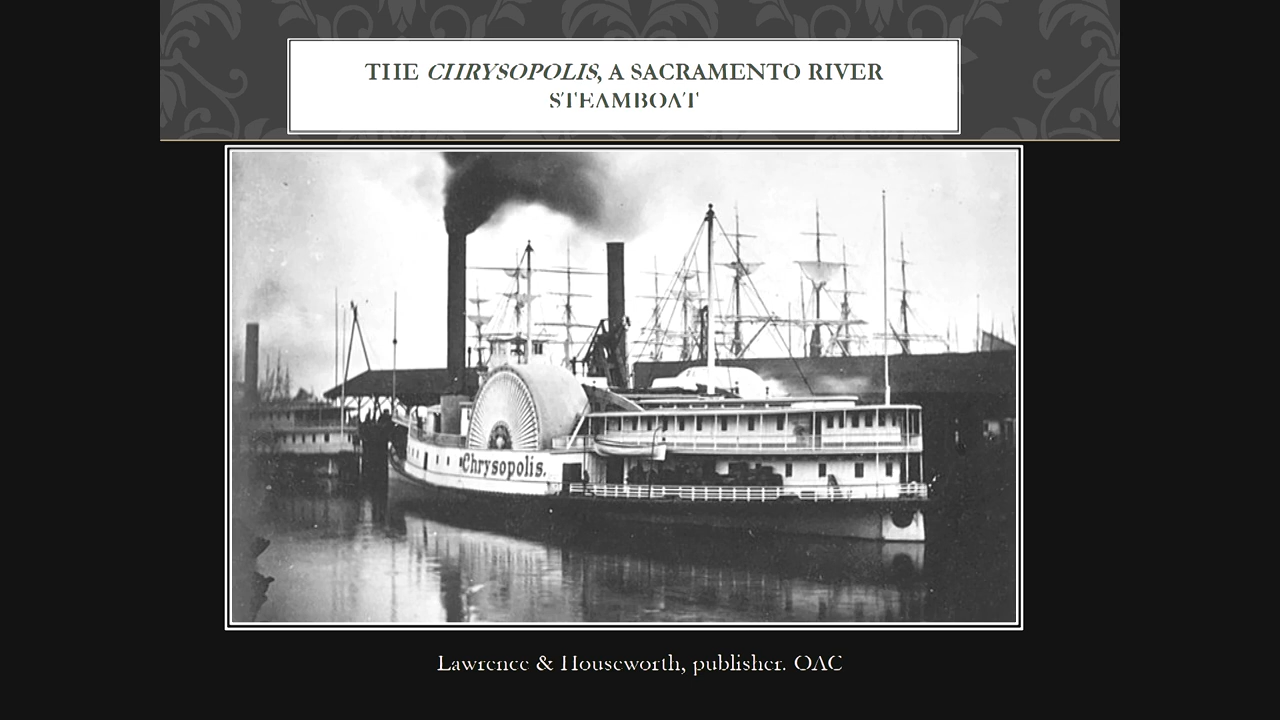 THE CHRYSOPOLIS, A SACRAMENTO RIVER
STEAMBOAT
Chrysopolis.
Lawrence & Houseworth, publisher. OAC